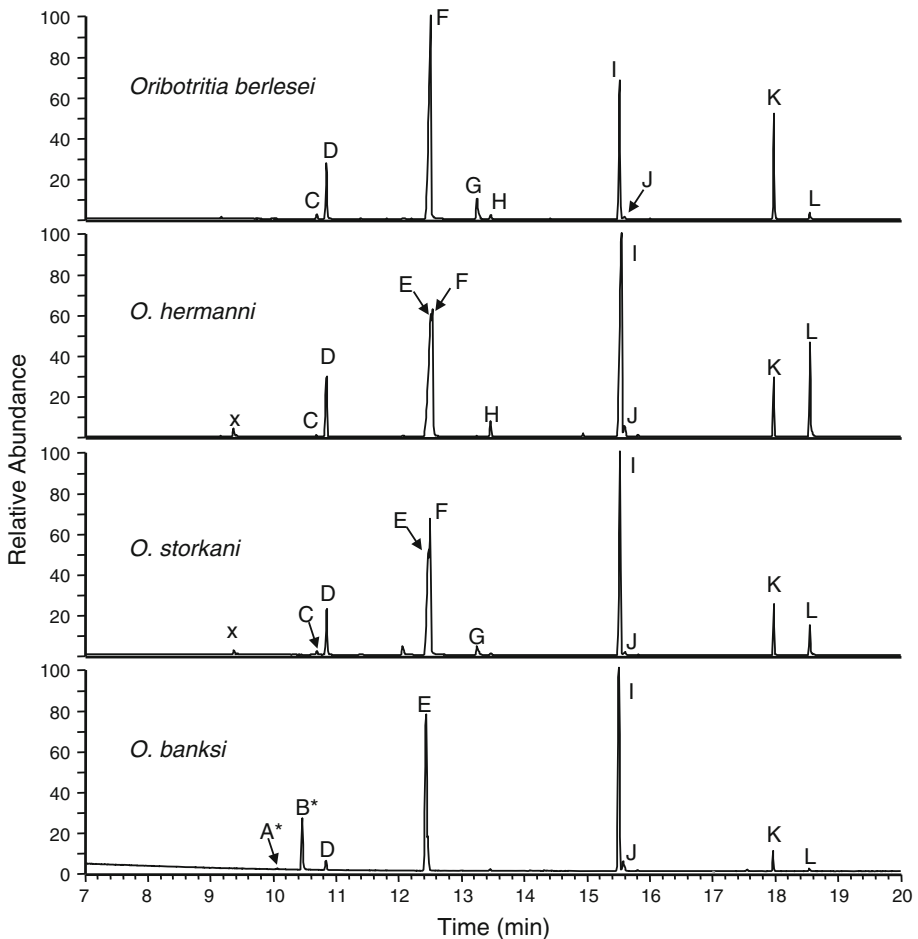 Relative Abundance
100
80
60
40
20
Oribotritia berlesei
C
D
F
G
H
I
J
K
L
100
80
60
40
20
O. hermanni
x
C
D
E
F
H
I
J
K
L
100
80
60
40
20
O. storkani
x
C
D
E
F
G
I
J
K
L
100
80
60
40
20
0
O. banksi
A*
B*
D
E
I
J
K
L
7 8 9 10 11 12 13 14 15 16 17 18 19 20
Time (min)